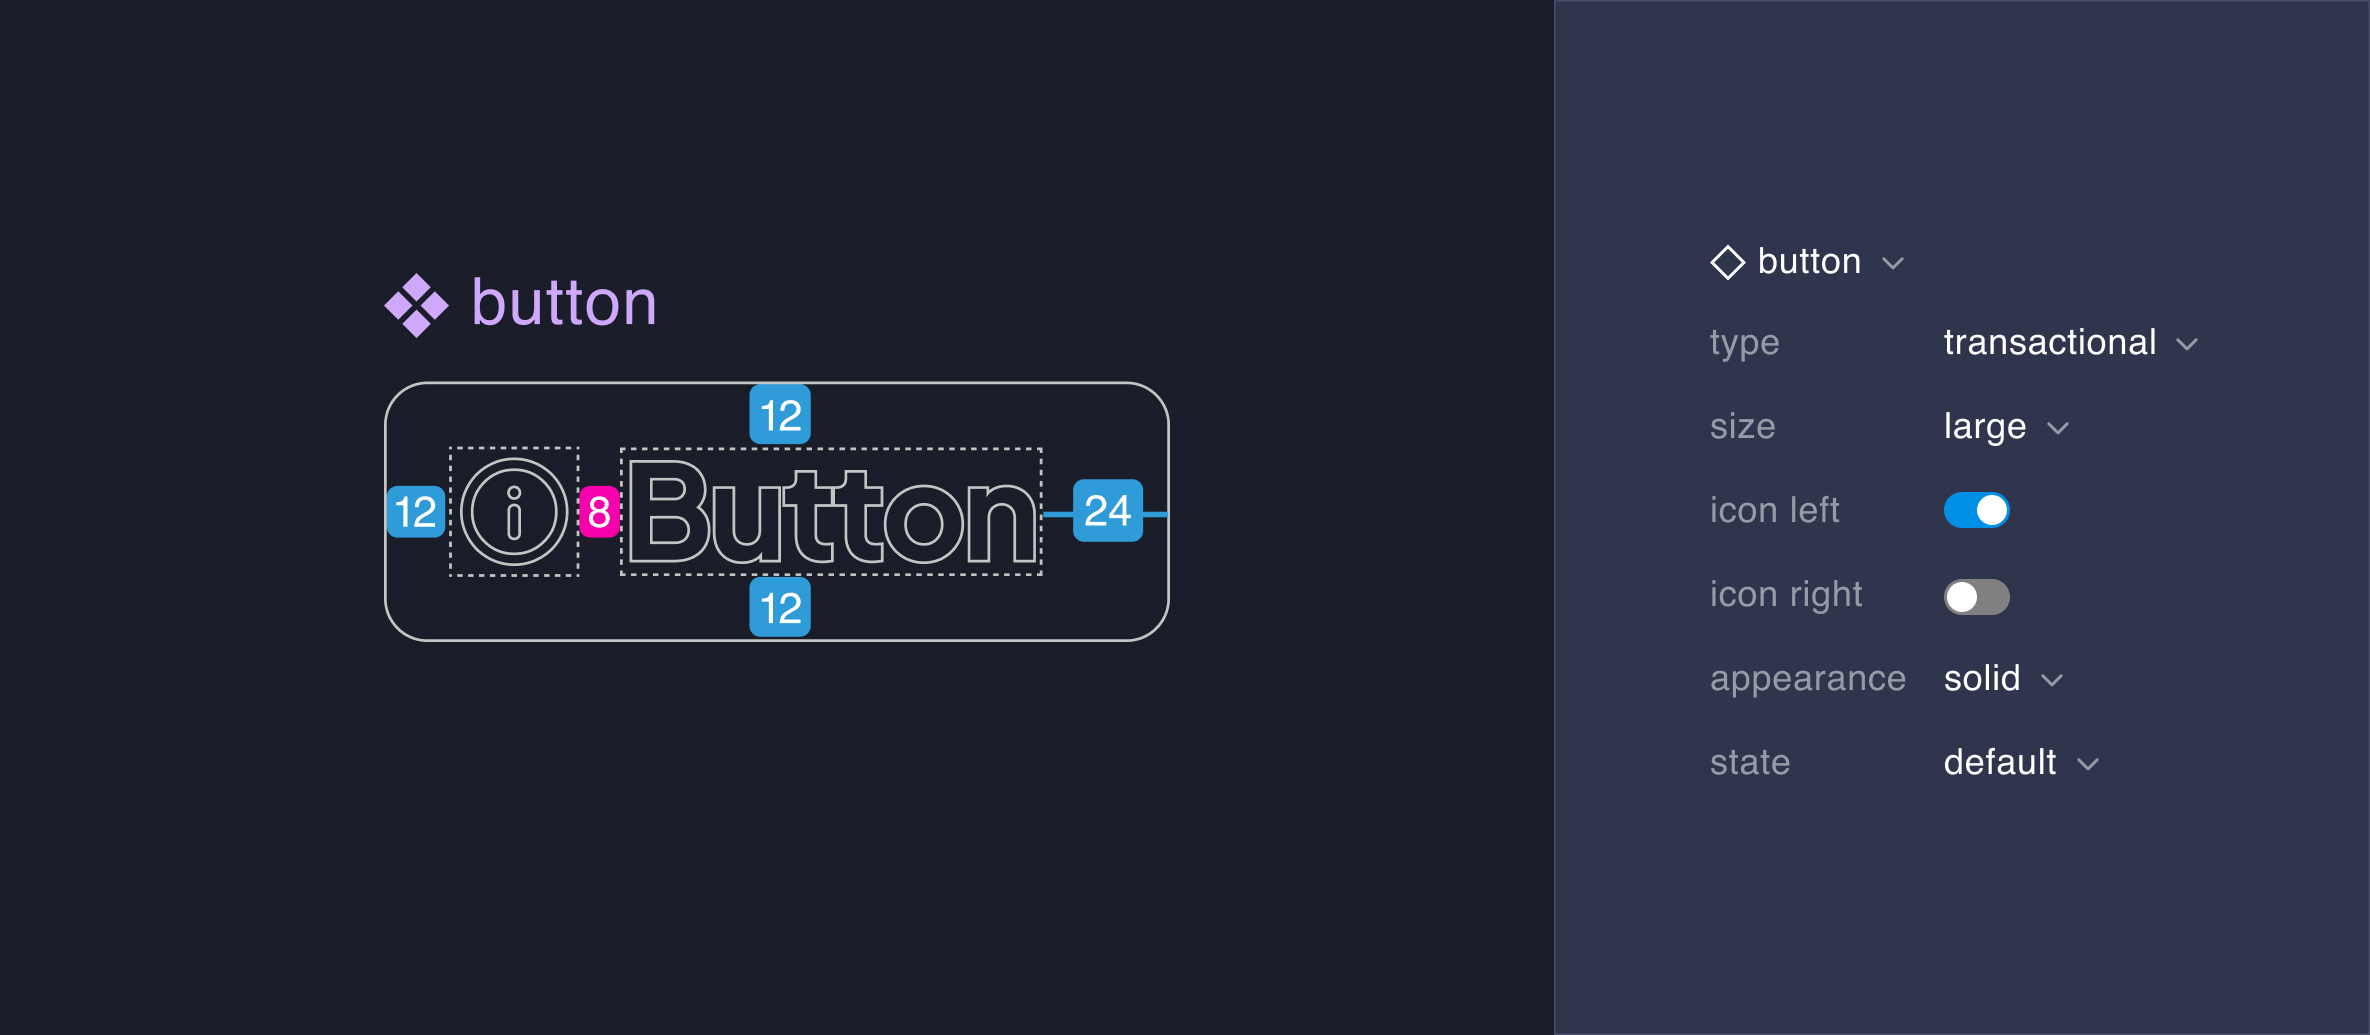 button
12
12
8
Button
24
12
button
type transactional
size large
icon left
icon right
appearance solid
state default